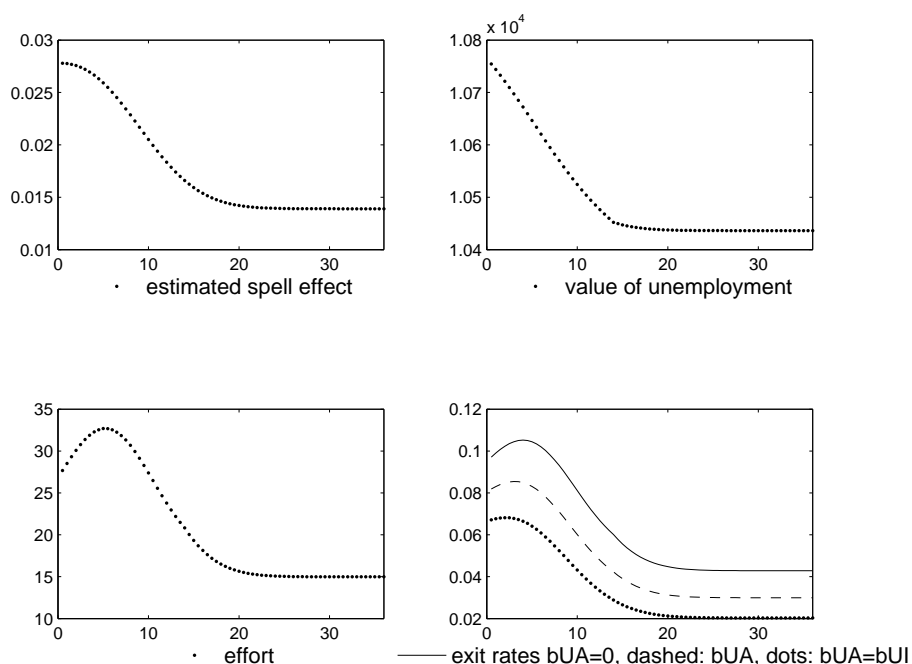 0.03
0.025
0.02
0.015
0.01
0 10 20 30
estimated spell effect
x 10^4
1.08
1.07
1.06
1.05
1.04
0 10 20 30
value of unemployment
35
30
25
20
15
10
0 10 20 30
effort
0.12
0.1
0.08
0.06
0.04
0.02
0 10 20 30
exit rates bUA=0, dashed: bUA, dots: bUA=bUI